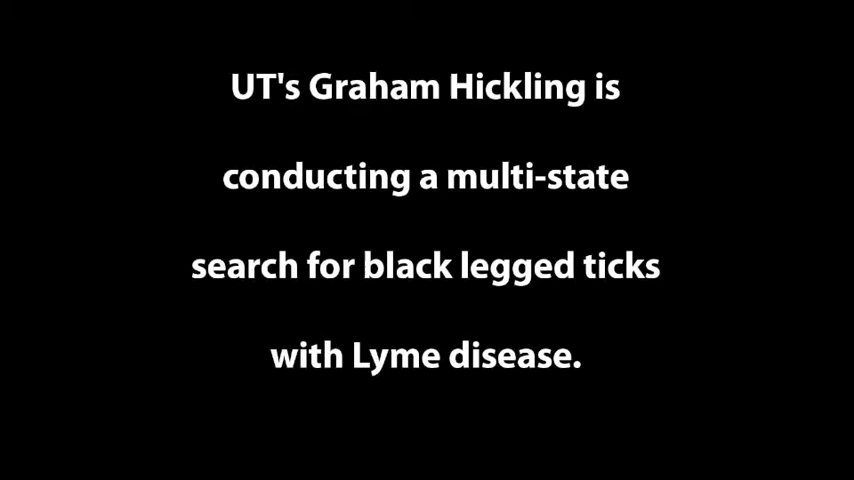 UT's Graham Hickling is
conducting a multi-state
search for black legged ticks
with Lyme disease.